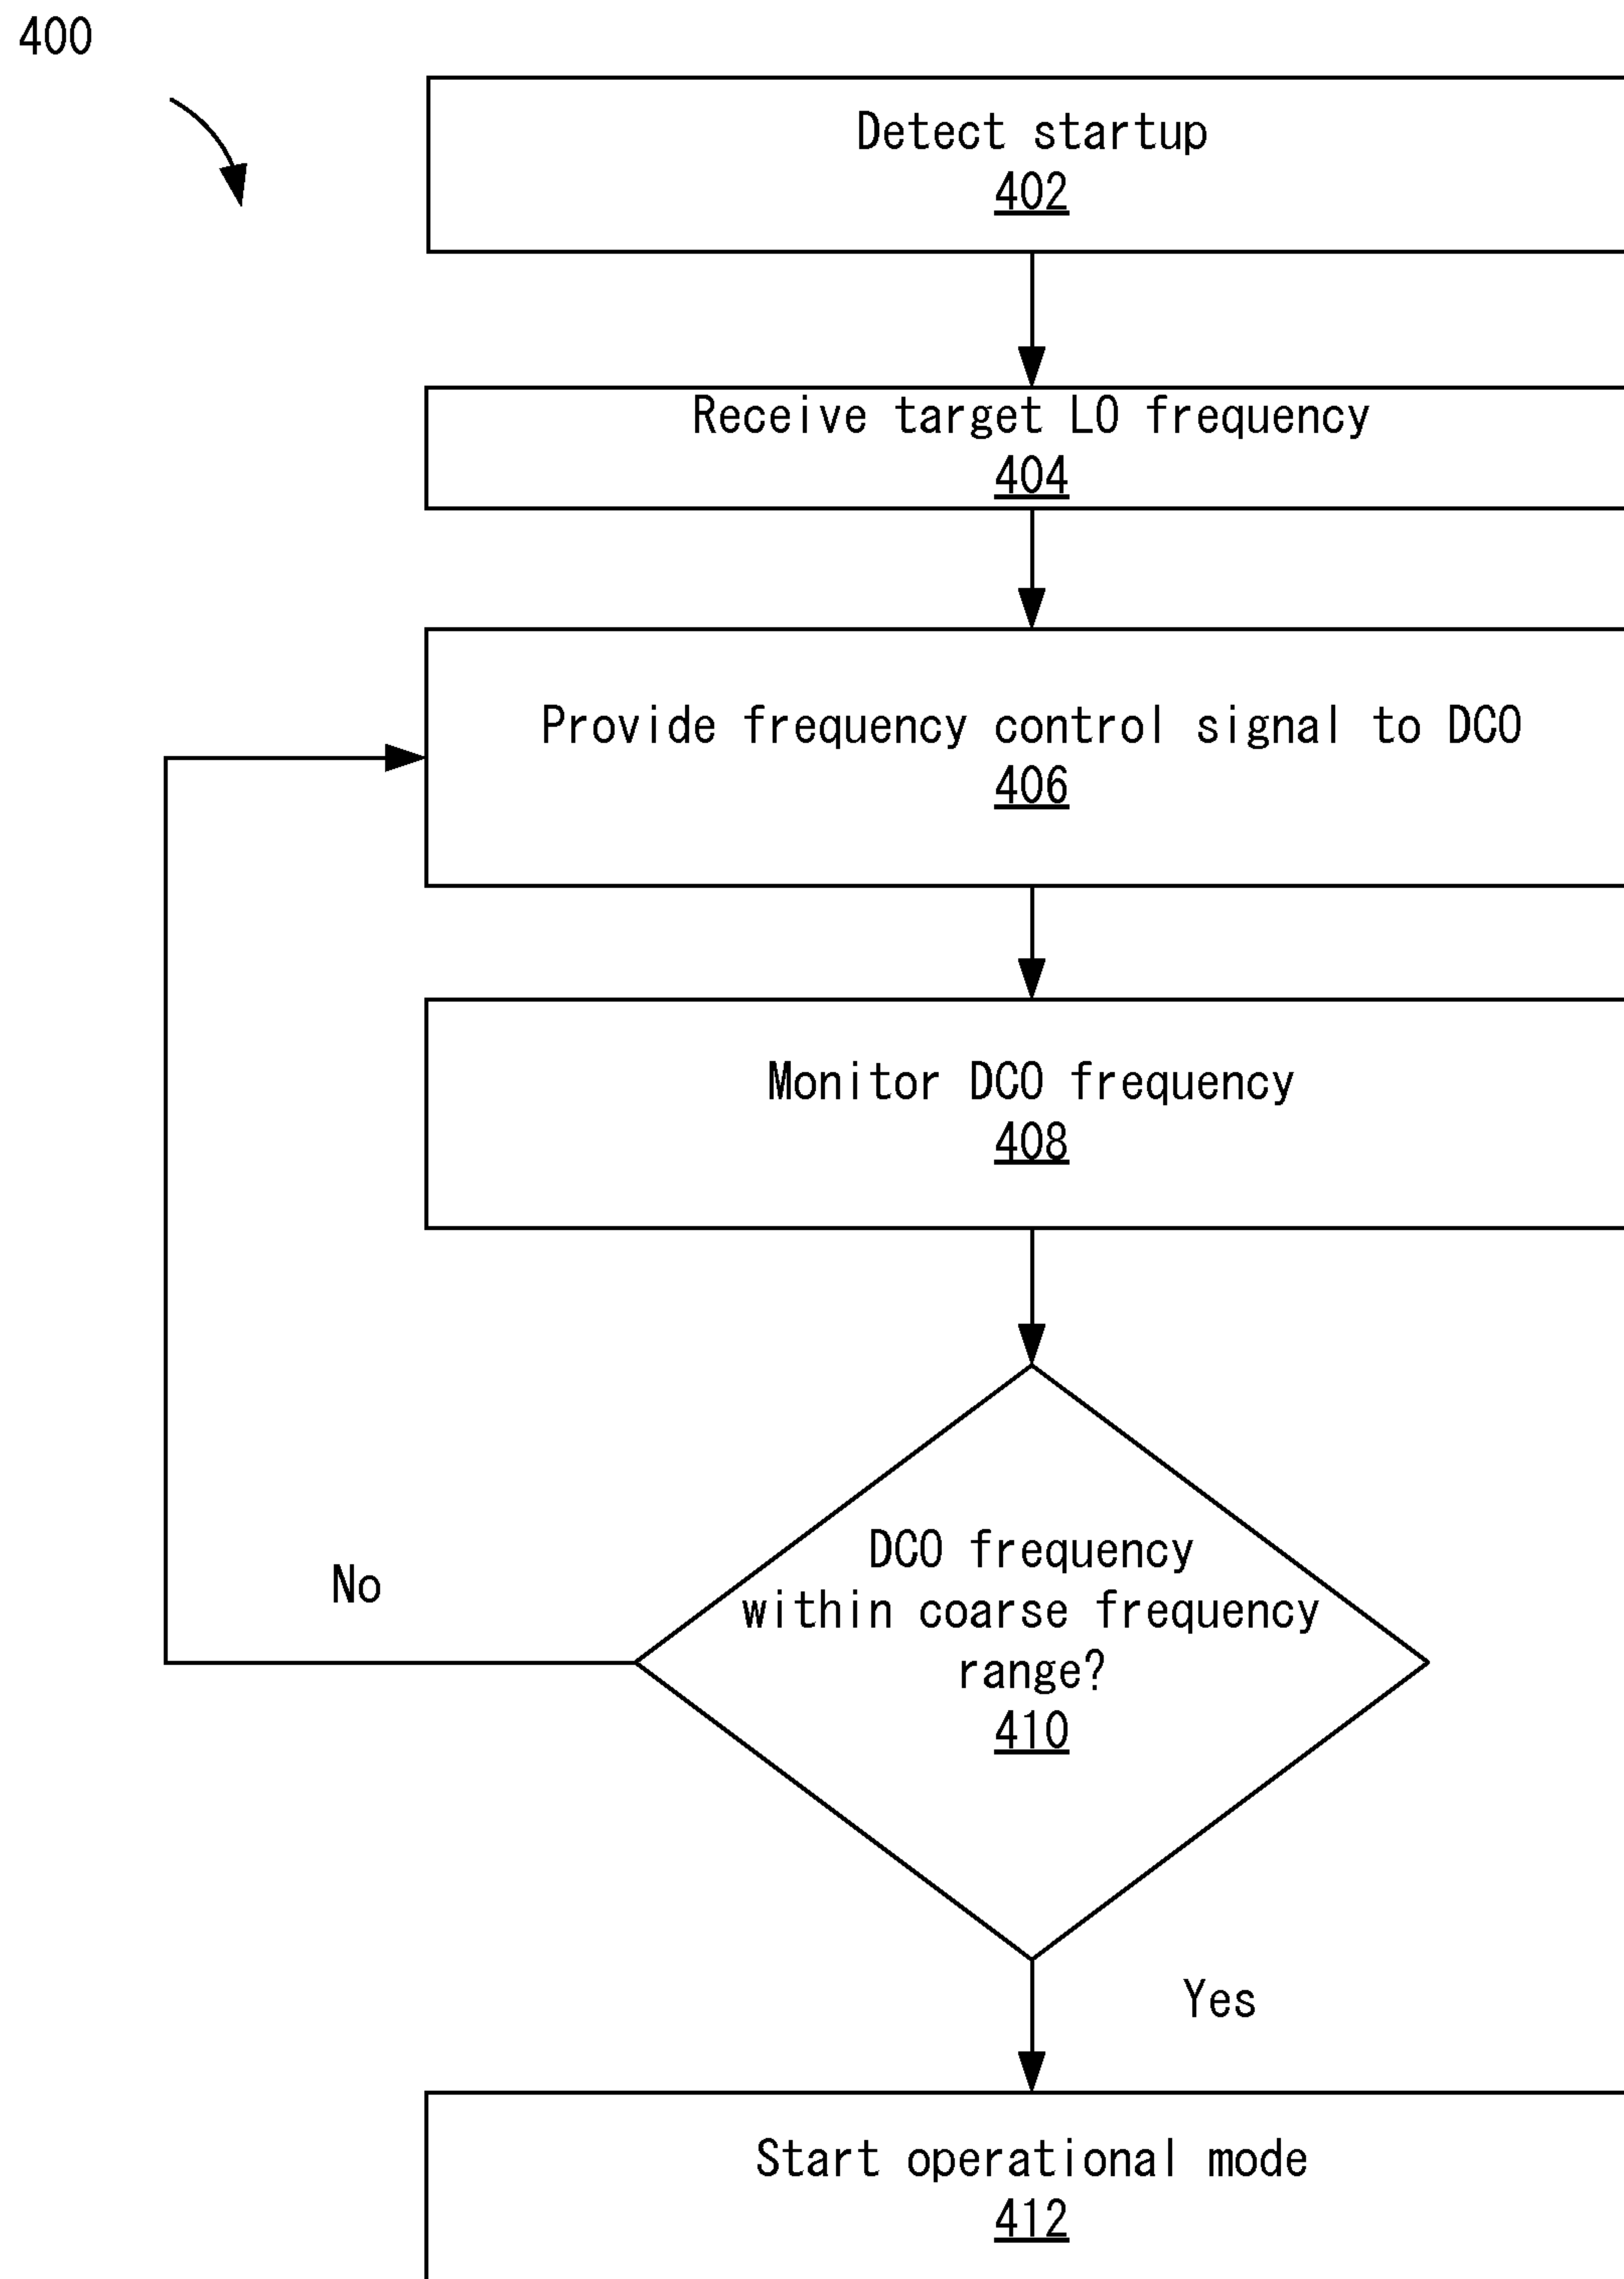 400
Detect startup
402
Receive target LO frequency
404
Provide frequency control signal to DCO
406
Monitor DCO frequency
408
DCO frequency
within coarse frequency
range?
410
No
Yes
Start operational mode
412